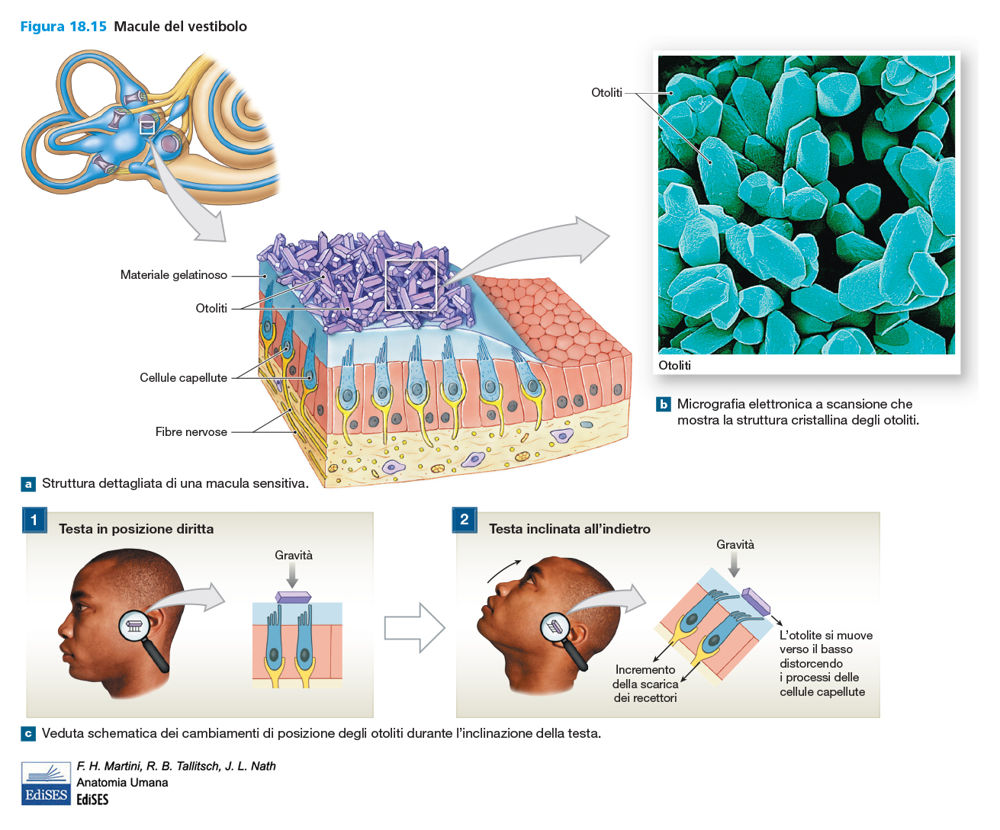 Figura 18.15 Macule del vestibolo
Otoliti
Materiale gelatinoso
Otoliti
Cellule capellute
Fibre nervose
Otoliti
b Micrografia elettronica a scansione che
mostra la struttura cristallina degli otoliti.
a Struttura dettagliata di una macula sensitiva.
1 Testa in posizione diritta
Gravità
2 Testa inclinata all'indietro
Gravità
L'otolite si muove
verso il basso
distorcendo
i processi delle
cellule capellute
Incremento
della scarica
dei recettori
c Veduta schematica dei cambiamenti di posizione degli otoliti durante l'inclinazione della testa.
F. H. Martini, R. B. Tallitsch, J. L. Nath
Anatomia Umana
EdiSES
EdiSES